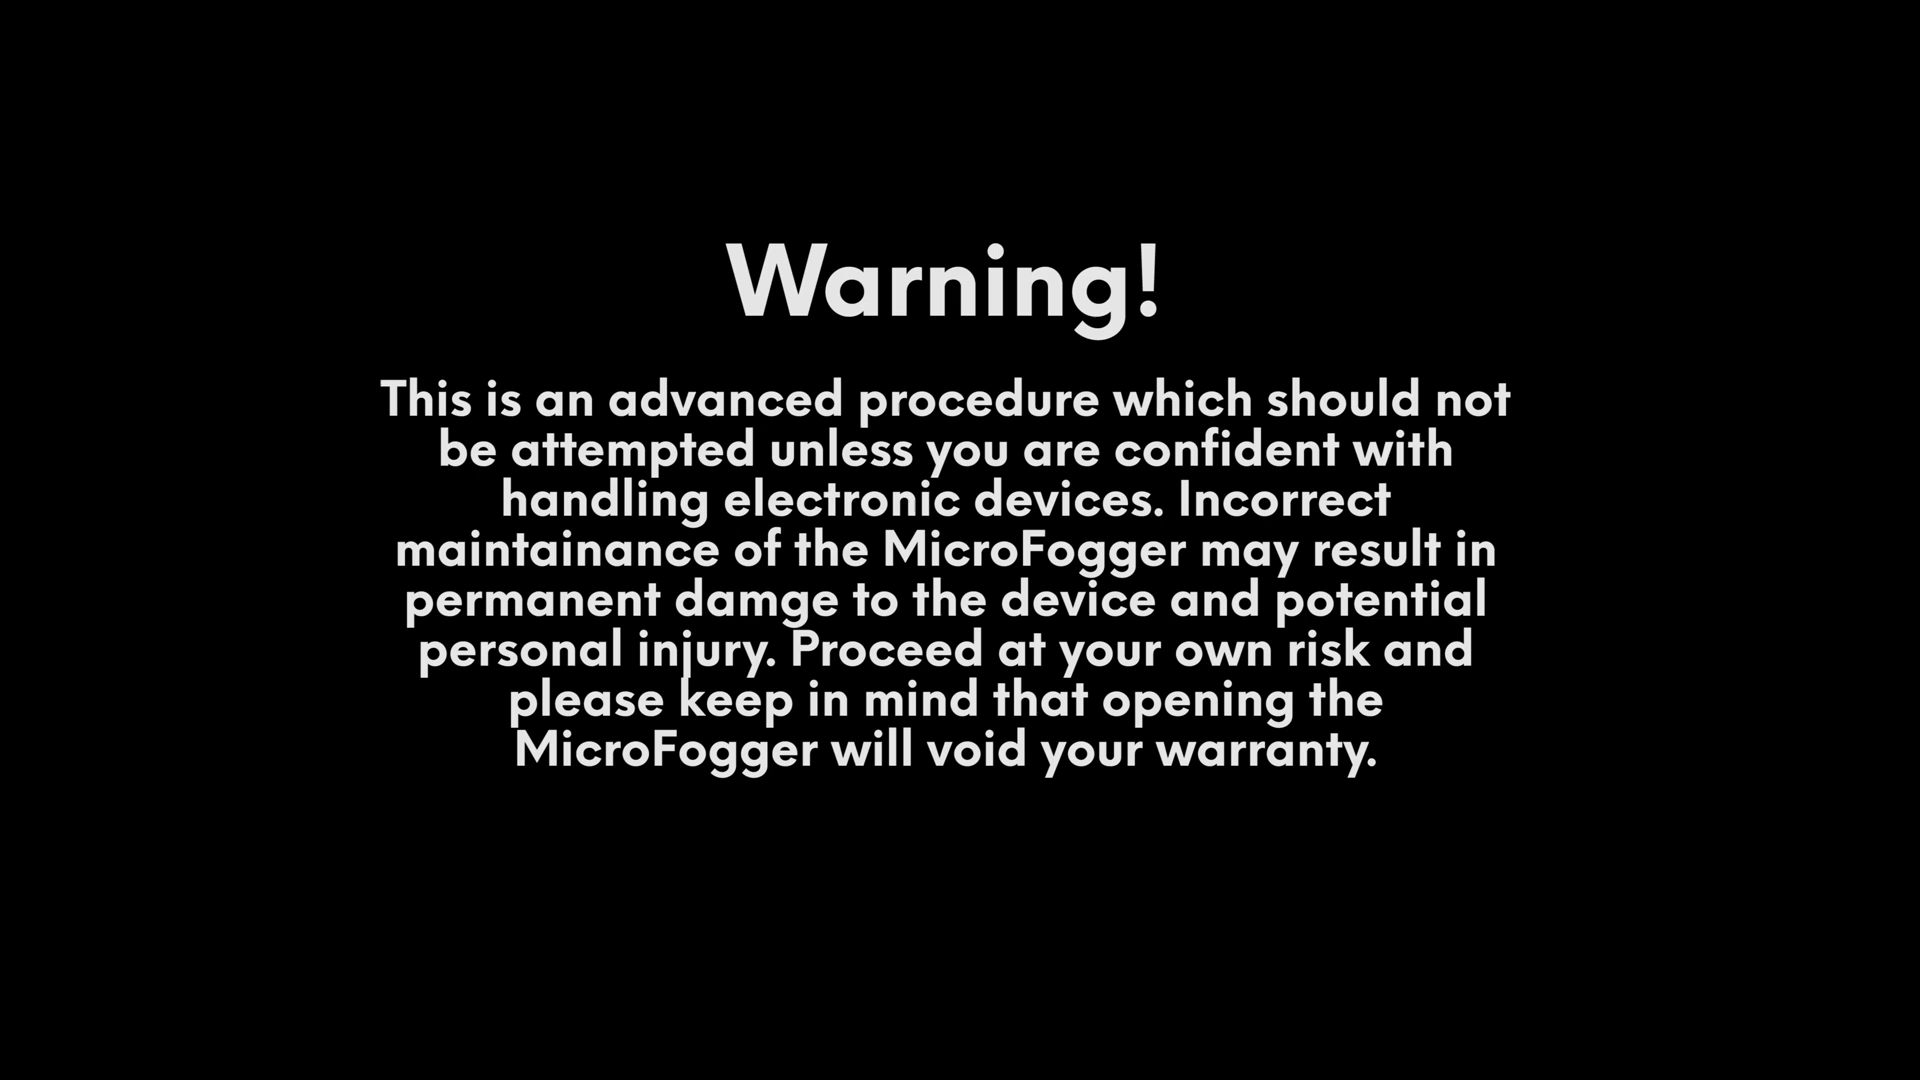 Warning!
This is an advanced procedure which should not
be attempted unless you are confident with
handling electronic devices. Incorrect
maintainance of the MicroFogger may result in
permanent damge to the device and potential
personal injury. Proceed at your own risk and
please keep in mind that opening the
MicroFogger will void your warranty.